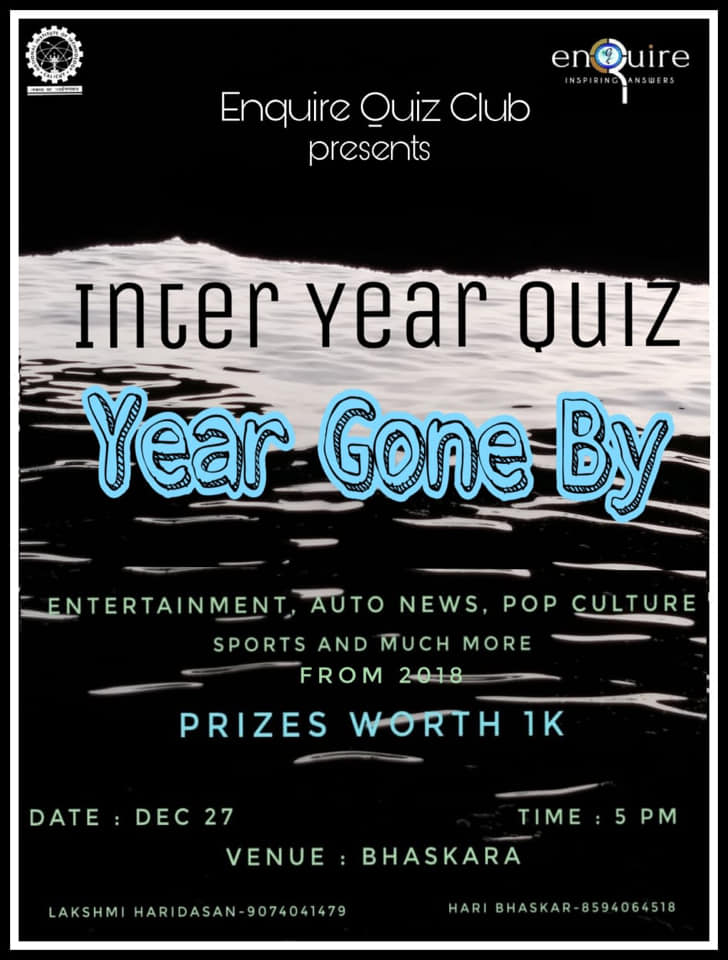 enQuire
INSPIRING ANSWERS
Enquire Quiz Club
presents
Inter Year Quiz
Year Gone By
ENTERTAINMENT, AUTO NEWS, POP CULTURE
SPORTS AND MUCH MORE
FROM 2018
PRIZES WORTH 1K
DATE : DEC 27
TIME : 5 PM
VENUE : BHASKARA
LAKSHMI HARIDASAN-9074041479
HARI BHASKAR-8594064518